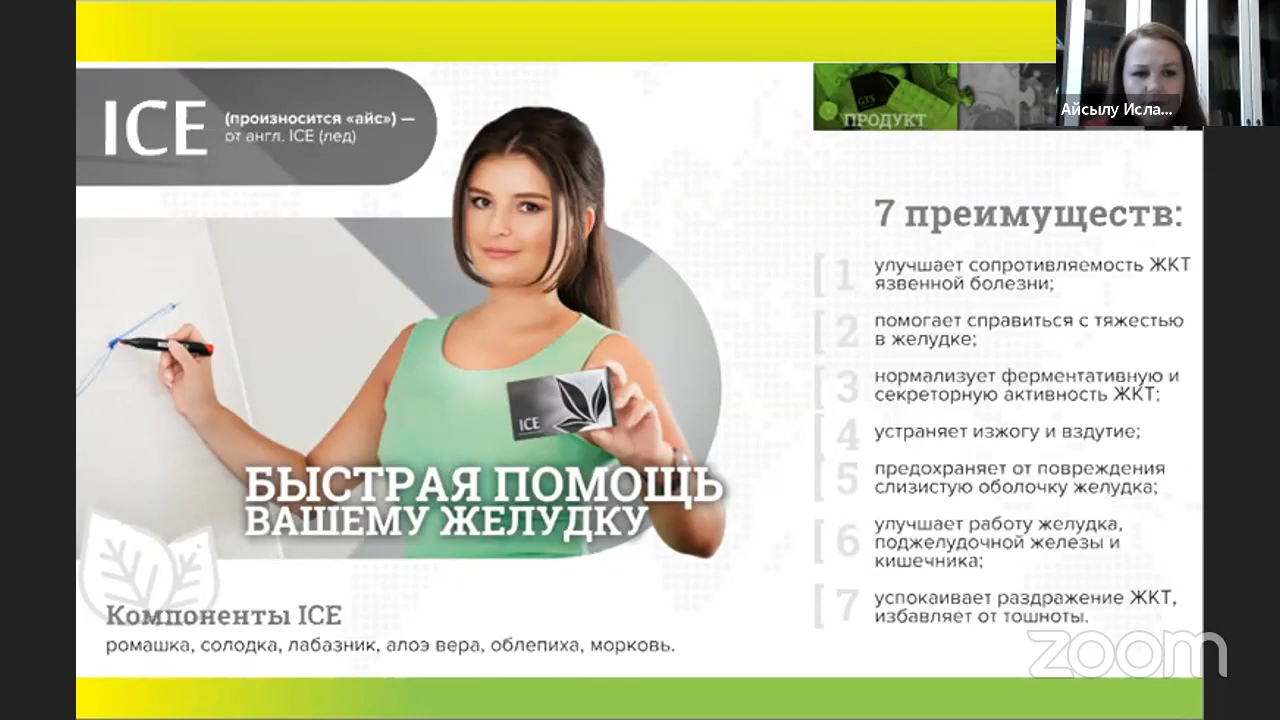 ICE
(произносится «айс») —
от англ. ICE (лед)
GTS
ПРОДУКТ
Айсылу Исла...
7 преимуществ:
[ 1 улучшает сопротивляемость ЖКТ
язвенной болезни;
[ 2 помогает справиться с тяжестью
в желудке;
[ 3 нормализует ферментативную и
секреторную активность ЖКТ;
[ 4 устраняет изжогу и вздутие;
[ 5 предохраняет от повреждения
слизистую оболочку желудка;
[ 6 улучшает работу желудка,
поджелудочной железы и
кишечника;
[ 7 успокаивает раздражение ЖКТ,
избавляет от тошноты.
ICE
БЫСТРАЯ ПОМОЩЬ
ВАШЕМУ ЖЕЛУДКУ
Компоненты ICE
ромашка, солодка, лабазник, алоэ вера, облепиха, морковь.
zoom